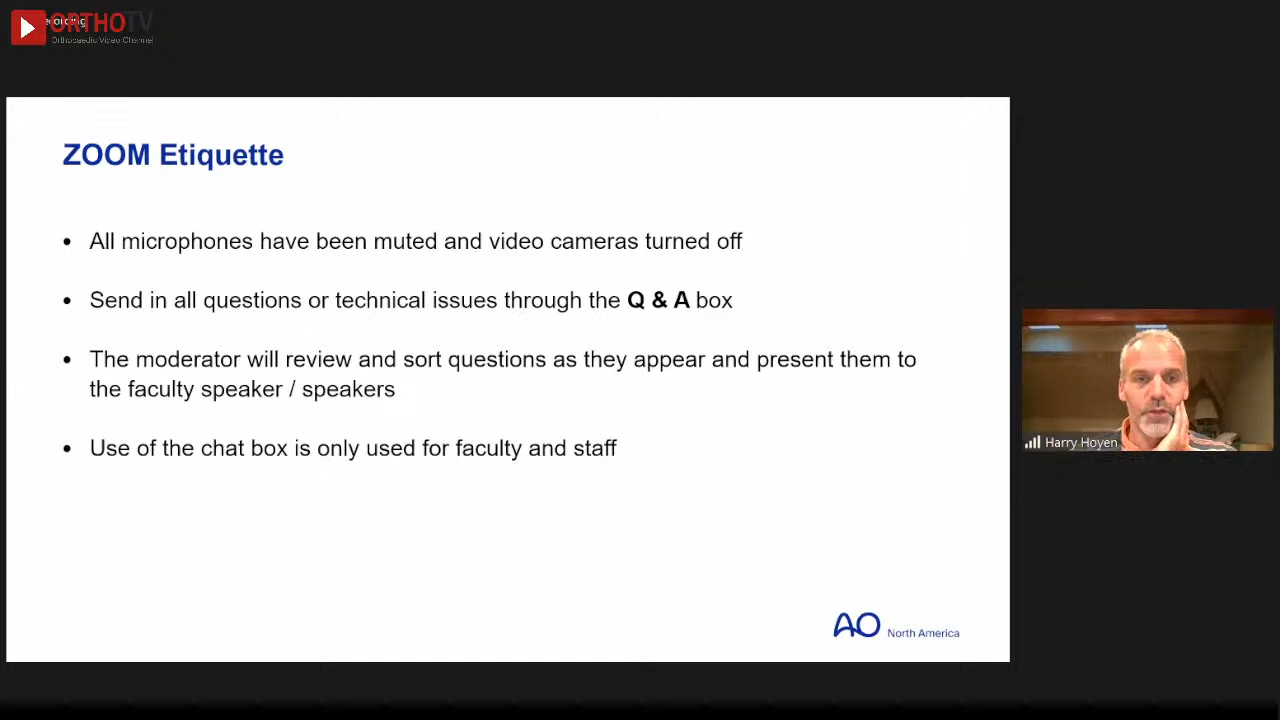 ORTHOTV
Orthopaedic Video Channel
ZOOM Etiquette
• All microphones have been muted and video cameras turned off
• Send in all questions or technical issues through the Q & A box
• The moderator will review and sort questions as they appear and present them to
the faculty speaker / speakers
• Use of the chat box is only used for faculty and staff
Harry Hoyen
AO North America